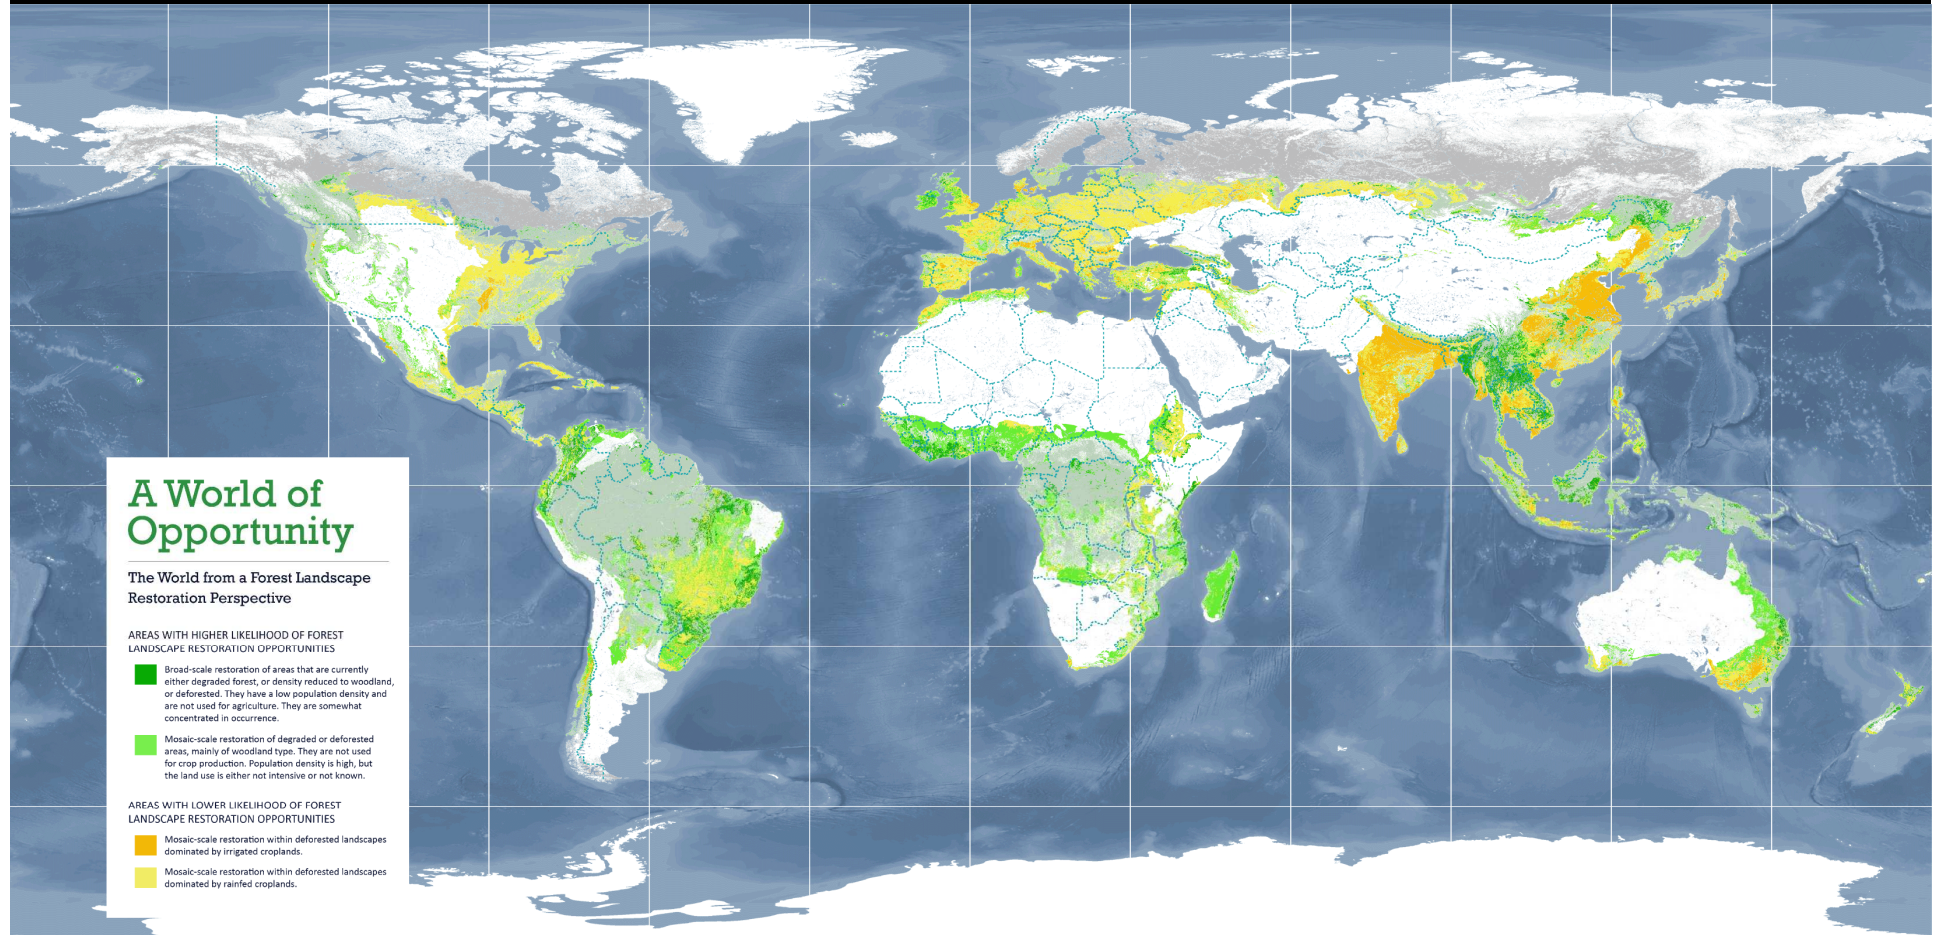 A World of
Opportunity
The World from a Forest Landscape
Restoration Perspective
AREAS WITH HIGHER LIKELIHOOD OF FOREST
LANDSCAPE RESTORATION OPPORTUNITIES
Broad-scale restoration of areas that are currently
either degraded forest, or density reduced to woodland,
or deforested. They have a low population density and
are not used for agriculture. They are somewhat
concentrated in occurrence.
Mosaic-scale restoration of degraded or deforested
areas, mainly of woodland type. They are not used
for crop production. Population density is high, but
the land use is either not intensive or not known.
AREAS WITH LOWER LIKELIHOOD OF FOREST
LANDSCAPE RESTORATION OPPORTUNITIES
Mosaic-scale restoration within deforested landscapes
dominated by irrigated croplands.
Mosaic-scale restoration within deforested landscapes
dominated by rainfed croplands.